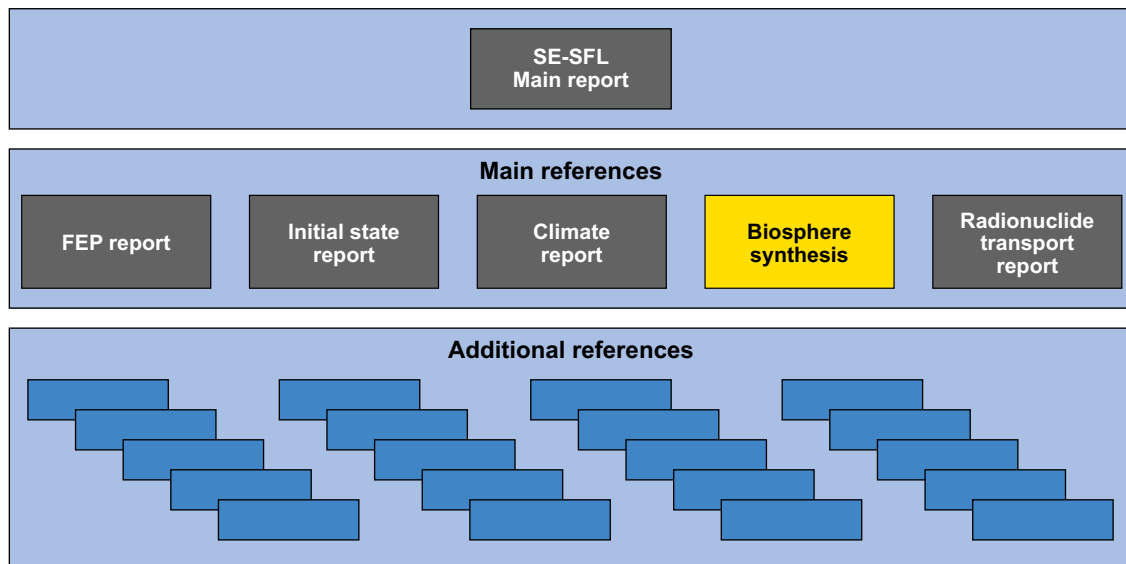 SE-SFL
Main report
Main references
FEP report
Initial state
report
Climate
report
Biosphere
synthesis
Radionuclide
transport
report
Additional references